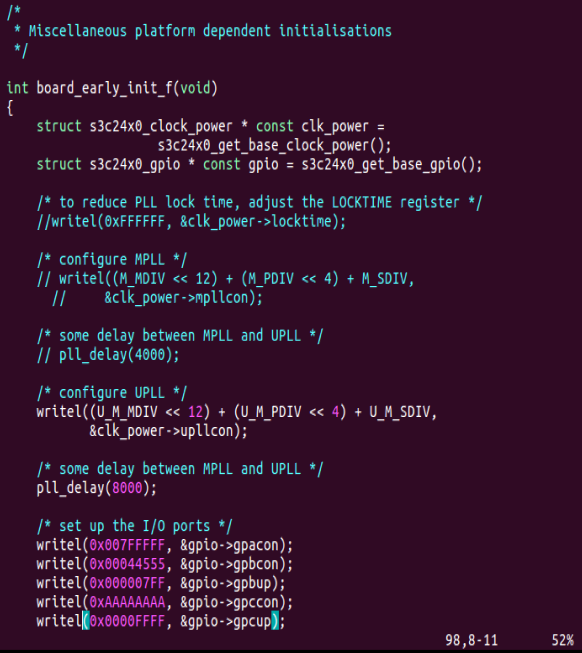 /*
 * Miscellaneous platform dependent initialisations
 */
int board_early_init_f(void)
{
    struct s3c24x0_clock_power * const clk_power =
                    s3c24x0_get_base_clock_power();
    struct s3c24x0_gpio * const gpio = s3c24x0_get_base_gpio();
    /* to reduce PLL lock time, adjust the LOCKTIME register */
    //writel(0xFFFFFF, &clk_power->locktime);
    /* configure MPLL */
    // writel((M_MDIV << 12) + (M_PDIV << 4) + M_SDIV,
      //     &clk_power->mpllcon);
    /* some delay between MPLL and UPLL */
    // pll_delay(4000);
    /* configure UPLL */
    writel((U_M_MDIV << 12) + (U_M_PDIV << 4) + U_M_SDIV,
           &clk_power->upllcon);
    /* some delay between MPLL and UPLL */
    pll_delay(8000);
    /* set up the I/O ports */
    writel(0x007FFFFF, &gpio->gpacon);
    writel(0x00044555, &gpio->gpbcon);
    writel(0x000007FF, &gpio->gpbup);
    writel(0xAAAAAAAA, &gpio->gpccon);
    writel(0x0000FFFF, &gpio->gpcup);
98,8-11 52%